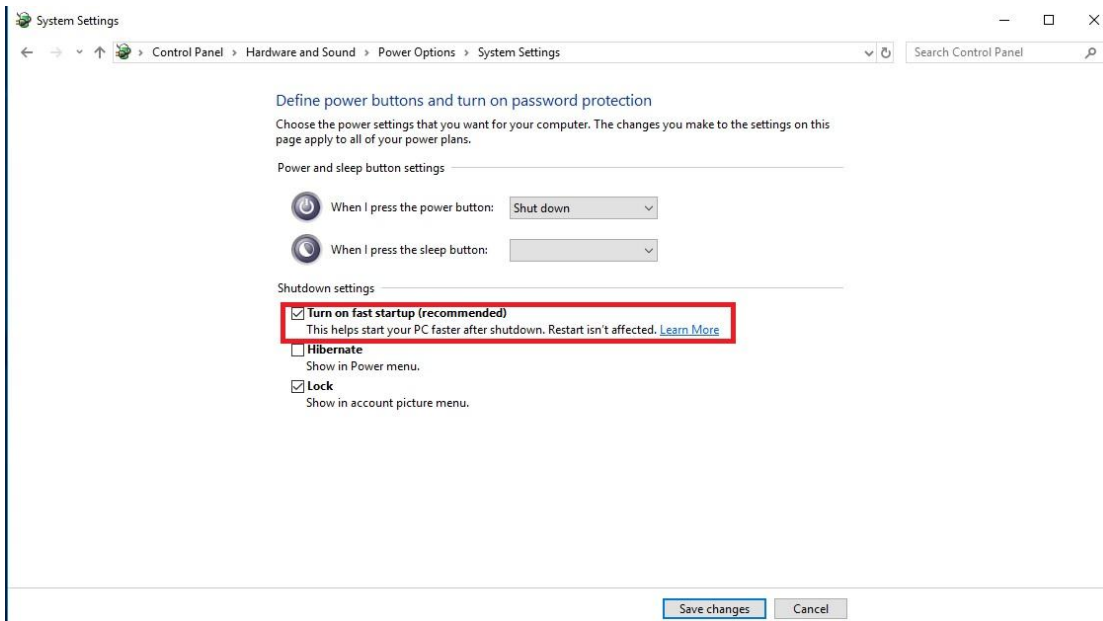 System Settings
Control Panel > Hardware and Sound > Power Options > System Settings
Search Control Panel
Define power buttons and turn on password protection
Choose the power settings that you want for your computer. The changes you make to the settings on this
page apply to all of your power plans.
Power and sleep button settings
When I press the power button: Shut down
When I press the sleep button:
Shutdown settings
Turn on fast startup (recommended)
This helps start your PC faster after shutdown. Restart isn't affected. Learn More
Hibernate
Show in Power menu.
Lock
Show in account picture menu.
Save changes Cancel